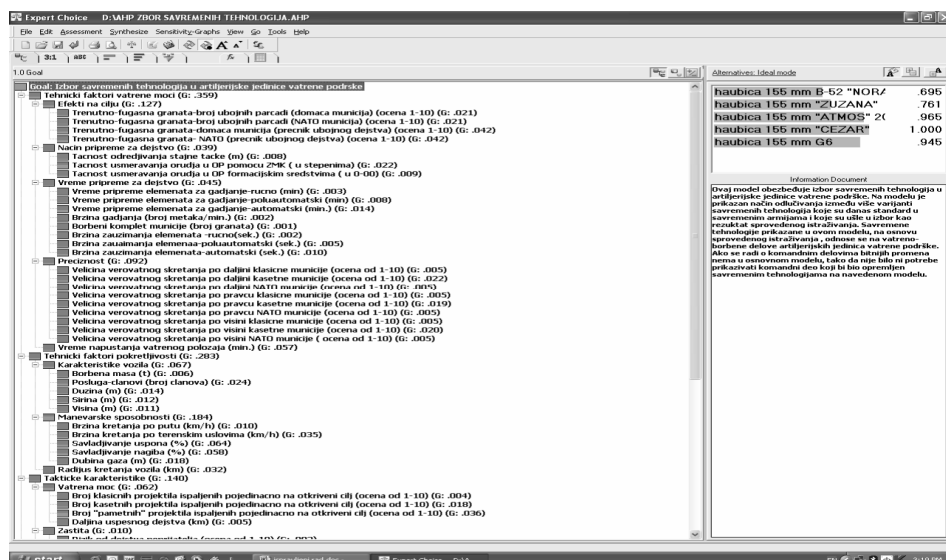 Expert Choice D:\AHP ZBOR SAVREMENIH TEHNOLOGIJA.AHP
File Edit Assessment Synthesize Sensitivity-Graphs View Go Tools Help
3:1 ABC
1.0 Goal
Goal: Izbor savremenih tehnologija u artiljerijske jedinice vatrene podrske
Tehnicki faktori vatrene moci (G: .359)
Efekti na cilju (G: .127)
Trenutno-fugasna granata-broj ubojnih parcadi (domaca municija) (ocena 1-10) (G: .021)
Trenutno-fugasna granata-broj ubojnih parcadi (NATO municija) (ocena 1-10) (G: .021)
Trenutno-fugasna granata-domaca municija (precnik ubojnog dejstva) (ocena 1-10) (G: .042)
Trenutno-fugasna granata- NATO (precnik ubojnog dejstva) (ocena 1-10) (G: .042)
Nacin pripreme za dejstvo (G: .039)
Tacnost odredjivanja stajne tacke (m) (G: .008)
Tacnost usmeravanja orudja u OP pomocu ZMK ( u stepenima) (G: .022)
Tacnost usmeravanja orudja u OP formacijskim sredstvima ( u 0-00) (G: .009)
Vreme pripreme za dejstvo (G: .045)
Vreme pripreme elemenata za gadjanje-rucno (min) (G: .003)
Vreme pripreme elemenata za gadjanje-poluautomatski (min) (G: .008)
Vreme pripreme elemenata za gadjanje-automatski (min.) (G: .014)
Brzina gadjanja (broj metaka/min.) (G: .002)
Borbeni komplet municije (broj granata) (G: .001)
Brzina zauzimanja elemenata -rucno(sek.) (G: .002)
Brzina zauaimanja elemenaa-poluautomatski (sek.) (G: .005)
Brzina zauzimanja elemenata-automatski (sek.) (G: .010)
Preciznost (G: .092)
Velicina verovatnog skretanja po daljini klasicne municije (ocena 1-10) (G: .005)
Velicina verovatnog skretanja po daljini kasetne municije (ocena od 1-10) (G: .022)
Velicina verovatnog skretanja po daljini NATO municije (ocena od 1-10) (G: .005)
Velicina verovatnog skretanja po pravcu klasicne municije (ocena od 1-10) (G: .005)
Velicina verovatnog skretanja po pravcu kasetne municije (ocena od 1-10) (G: .019)
Velicina verovatnog skretanja po pravcu NATO municije (ocena od 1-10) (G: .005)
Velicina verovatnog skretanja po visini klasicne municije (ocena od 1-10) (G: .005)
Velicina verovatnog skretanja po visini kasetne municije (ocena od 1-10) (G: .020)
Velicina verovatnog skretanja po visini NATO municije ( ocena od 1-10) (G: .005)
Vreme napustanja vatrenog polozaja (min.) (G: .057)
Tehnicki faktori pokretljivosti (G: .283)
Karakteristike vozila (G: .067)
Borbena masa (t) (G: .006)
Posluga-clanovi (broj clanova) (G: .024)
Duzina (m) (G: .014)
Sirina (m) (G: .012)
Visina (m) (G: .011)
Manevarske sposobnosti (G: .184)
Brzina kretanja po putu (km/h) (G: .010)
Brzina kretanja po terenskim uslovima (km/h) (G: .035)
Savladjivanje uspona (%) (G: .064)
Savladjivanje nagiba (%) (G: .058)
Dubina gaza (m) (G: .018)
Radijus kretanja vozila (km) (G: .032)
Takticke karakteristike (G: .140)
Vatrena moc (G: .062)
Broj klasicnih projektila ispaljenih pojedinacno na otkriveni cilj (ocena od 1-10) (G: .004)
Broj kasetnih projektila ispaljenih pojedinacno na otkriveni cilj (ocena od 1-10) (G: .018)
Broj "pametnih" projektila ispaljenih pojedinacno na otkriveni cilj (ocena od 1-10) (G: .036)
Daljina uspesnog dejstva (km) (G: .005)
Zastita (G: .010)
Alternatives: Ideal mode
haubica 155 mm B-52 "NORA .695
haubica 155 mm "ZUZANA" .761
haubica 155 mm "ATMOS" 2( .965
haubica 155 mm "CEZAR" 1.000
haubica 155 mm G6 .945
Information Document
Ovaj model obezbeđuje izbor savremenih tehnologija u
artiljerijske jedinice vatrene podrške. Na modelu je
prikazan način odlučivanja između više varijanti
savremenih tehnologija koje su danas standard u
savremenim armijama i koje su ušle u izbor kao
rezuktat sprovedenog istraživanja. Savremene
tehnologije prikazane u ovom modelu, na osnovu
sprovedenog istraživanja , odnose se na vatreno-
borbene delove artiljerijskih jedinica vatrene podrške.
Ako se radi o komandnim delovima bitnijih promena
nema u osnovnom modelu, tako da nije bilo ni potrebe
prikazivati komandni deo koji bi bio opremljen
savremenim tehnologijama na navedenom modelu.
start
Expert Choice D:\A...
EN
3:10 PM